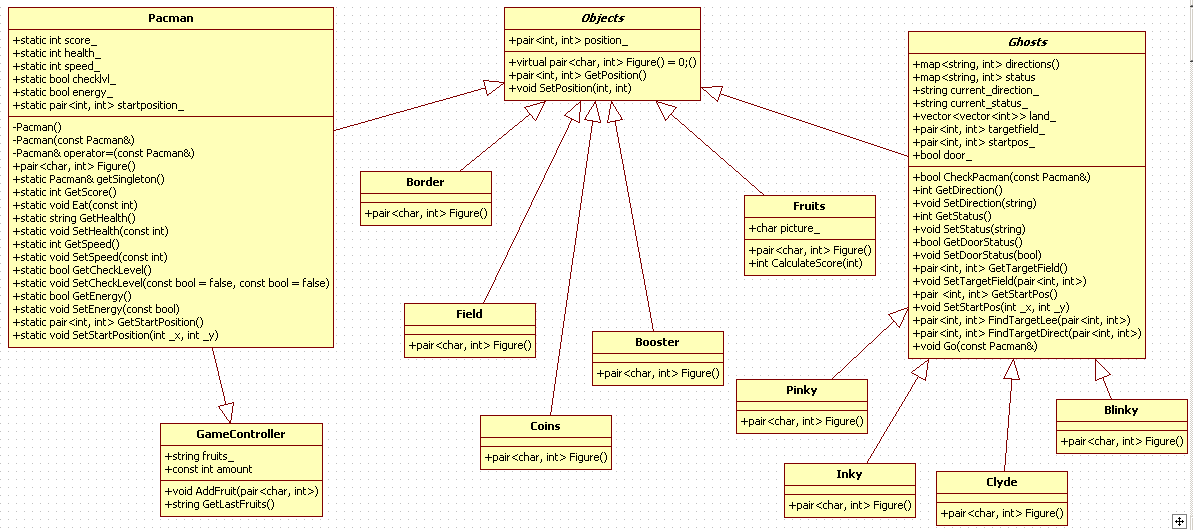 Pacman
+static int score_
+static int health_
+static int speed_
+static bool checklvl_
+static bool energy_
+static pair<int, int> startposition_
-Pacman()
-Pacman(const Pacman&)
-Pacman& operator=(const Pacman&)
+pair<char, int> Figure()
+static Pacman& getSingleton()
+static int GetScore()
+static void Eat(const int)
+static string GetHealth()
+static void SetHealth(const int)
+static int GetSpeed()
+static void SetSpeed(const int)
+static bool GetCheckLevel()
+static void SetCheckLevel(const bool = false, const bool = false)
+static bool GetEnergy()
+static void SetEnergy(const bool)
+static pair<int, int> GetStartPosition()
+static void SetStartPosition(int _x, int _y)
Objects
+pair<int, int> position_
+virtual pair<char, int> Figure() = 0;()
+pair<int, int> GetPosition()
+void SetPosition(int, int)
Ghosts
+map<string, int> directions()
+map<string, int> status
+string current_direction_
+string current_status_
+vector<vector<int>> land_
+pair<int, int> targetfield_
+pair<int, int> startpos_
+bool door_
+bool CheckPacman(const Pacman&)
+int GetDirection()
+void SetDirection(string)
+int GetStatus()
+void SetStatus(string)
+bool GetDoorStatus()
+void SetDoorStatus(bool)
+pair<int, int> GetTargetField()
+void SetTargetField(pair<int, int>)
+pair <int, int> GetStartPos()
+void SetStartPos(int _x, int _y)
+pair<int, int> FindTargetLee(pair<int, int>)
+pair<int, int> FindTargetDirect(pair<int, int>)
+void Go(const Pacman&)
Border
+pair<char, int> Figure()
Fruits
+char picture_
+pair<char, int> Figure()
+int CalculateScore(int)
Field
+pair<char, int> Figure()
Booster
+pair<char, int> Figure()
Coins
+pair<char, int> Figure()
GameController
+string fruits_
+const int amount
+void AddFruit(pair<char, int>)
+string GetLastFruits()
Pinky
+pair<char, int> Figure()
Blinky
+pair<char, int> Figure()
Inky
+pair<char, int> Figure()
Clyde
+pair<char, int> Figure()